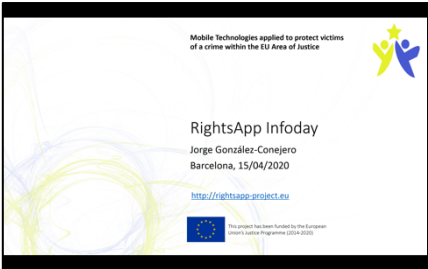 Mobile Technologies applied to protect victims
of a crime within the EU Area of Justice
RightsApp Infoday
Jorge González-Conejero
Barcelona, 15/04/2020
http://rightsapp-project.eu
This project has been funded by the European
Union's Justice Programme (2014-2020)